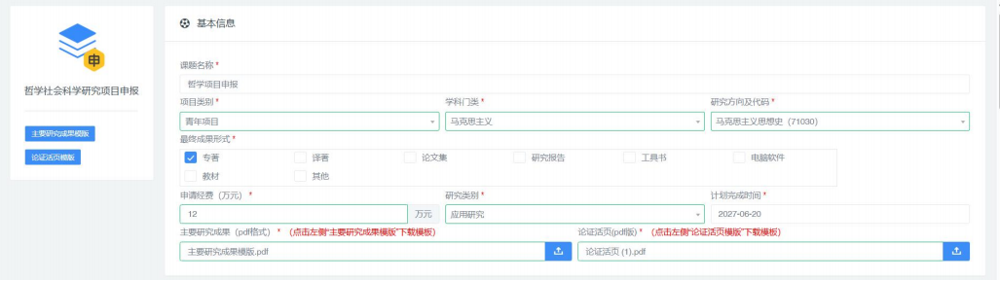 申
哲学社会科学研究项目申报
主要研究成果模版
论证活页模版
基本信息
课题名称 *
哲学项目申报
项目类别 * 学科门类 * 研究方向及代码 *
青年项目 马克思主义 马克思主义思想史（71030）
最终成果形式 *
专著 译著 论文集 研究报告 工具书 电脑软件
教材 其他
申请经费（万元） * 研究类别 * 计划完成时间 *
12 万元 应用研究 2027-06-20
主要研究成果（pdf格式） * （点击左侧“主要研究成果模版”下载模板） 论证活页(pdf版) * （点击左侧“论证活页模版”下载模板）
主要研究成果模版.pdf 论证活页 (1).pdf